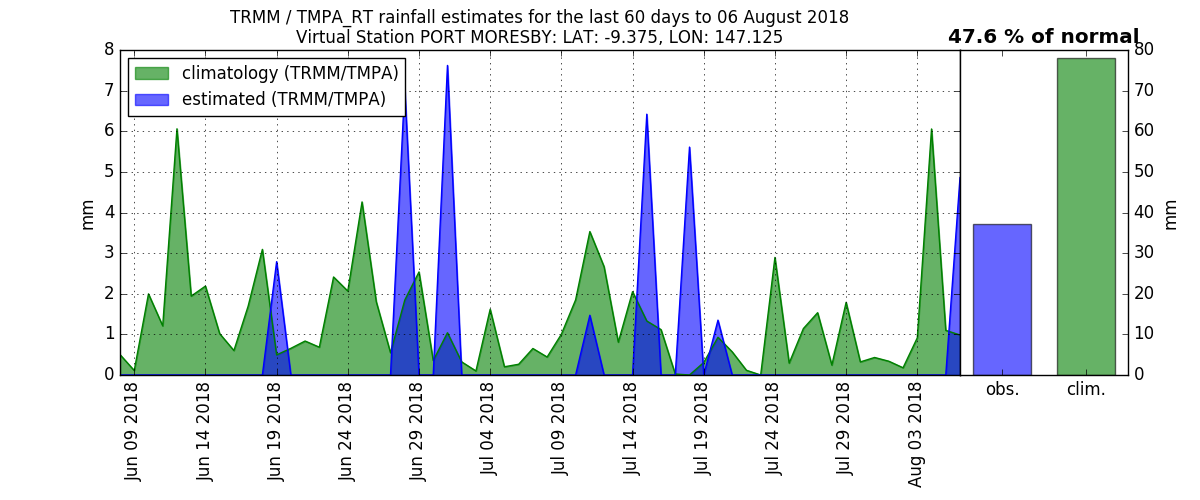 TRMM / TMPA_RT rainfall estimates for the last 60 days to 06 August 2018
Virtual Station PORT MORESBY: LAT: -9.375, LON: 147.125
47.6 % of normal
climatology (TRMM/TMPA)
estimated (TRMM/TMPA)
mm
8
7
6
5
4
3
2
1
0
Jun 09 2018
Jun 14 2018
Jun 19 2018
Jun 24 2018
Jun 29 2018
Jul 04 2018
Jul 09 2018
Jul 14 2018
Jul 19 2018
Jul 24 2018
Jul 29 2018
Aug 03 2018
obs.
clim.
80
70
60
50
40
30
20
10
0
mm